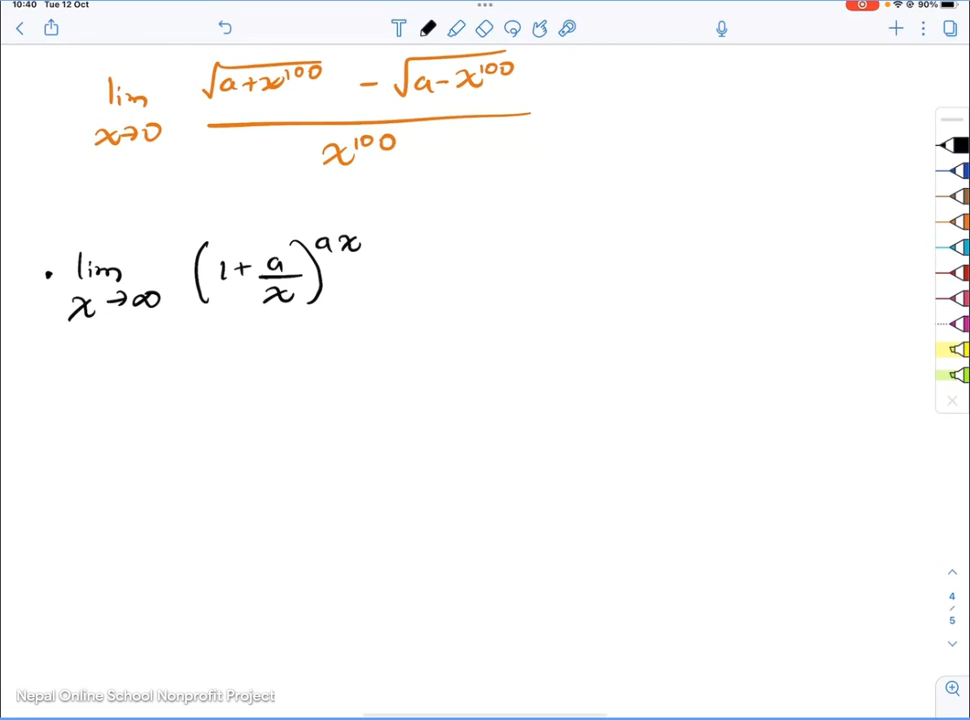 10:40 Tue 12 Oct
90%
T
lim x→0 (√(a+x¹⁰⁰) − √(a−x¹⁰⁰)) / x¹⁰⁰
• lim x→∞ (1 + a/x)^(ax)
4
/
5
Nepal Online School Nonprofit Project